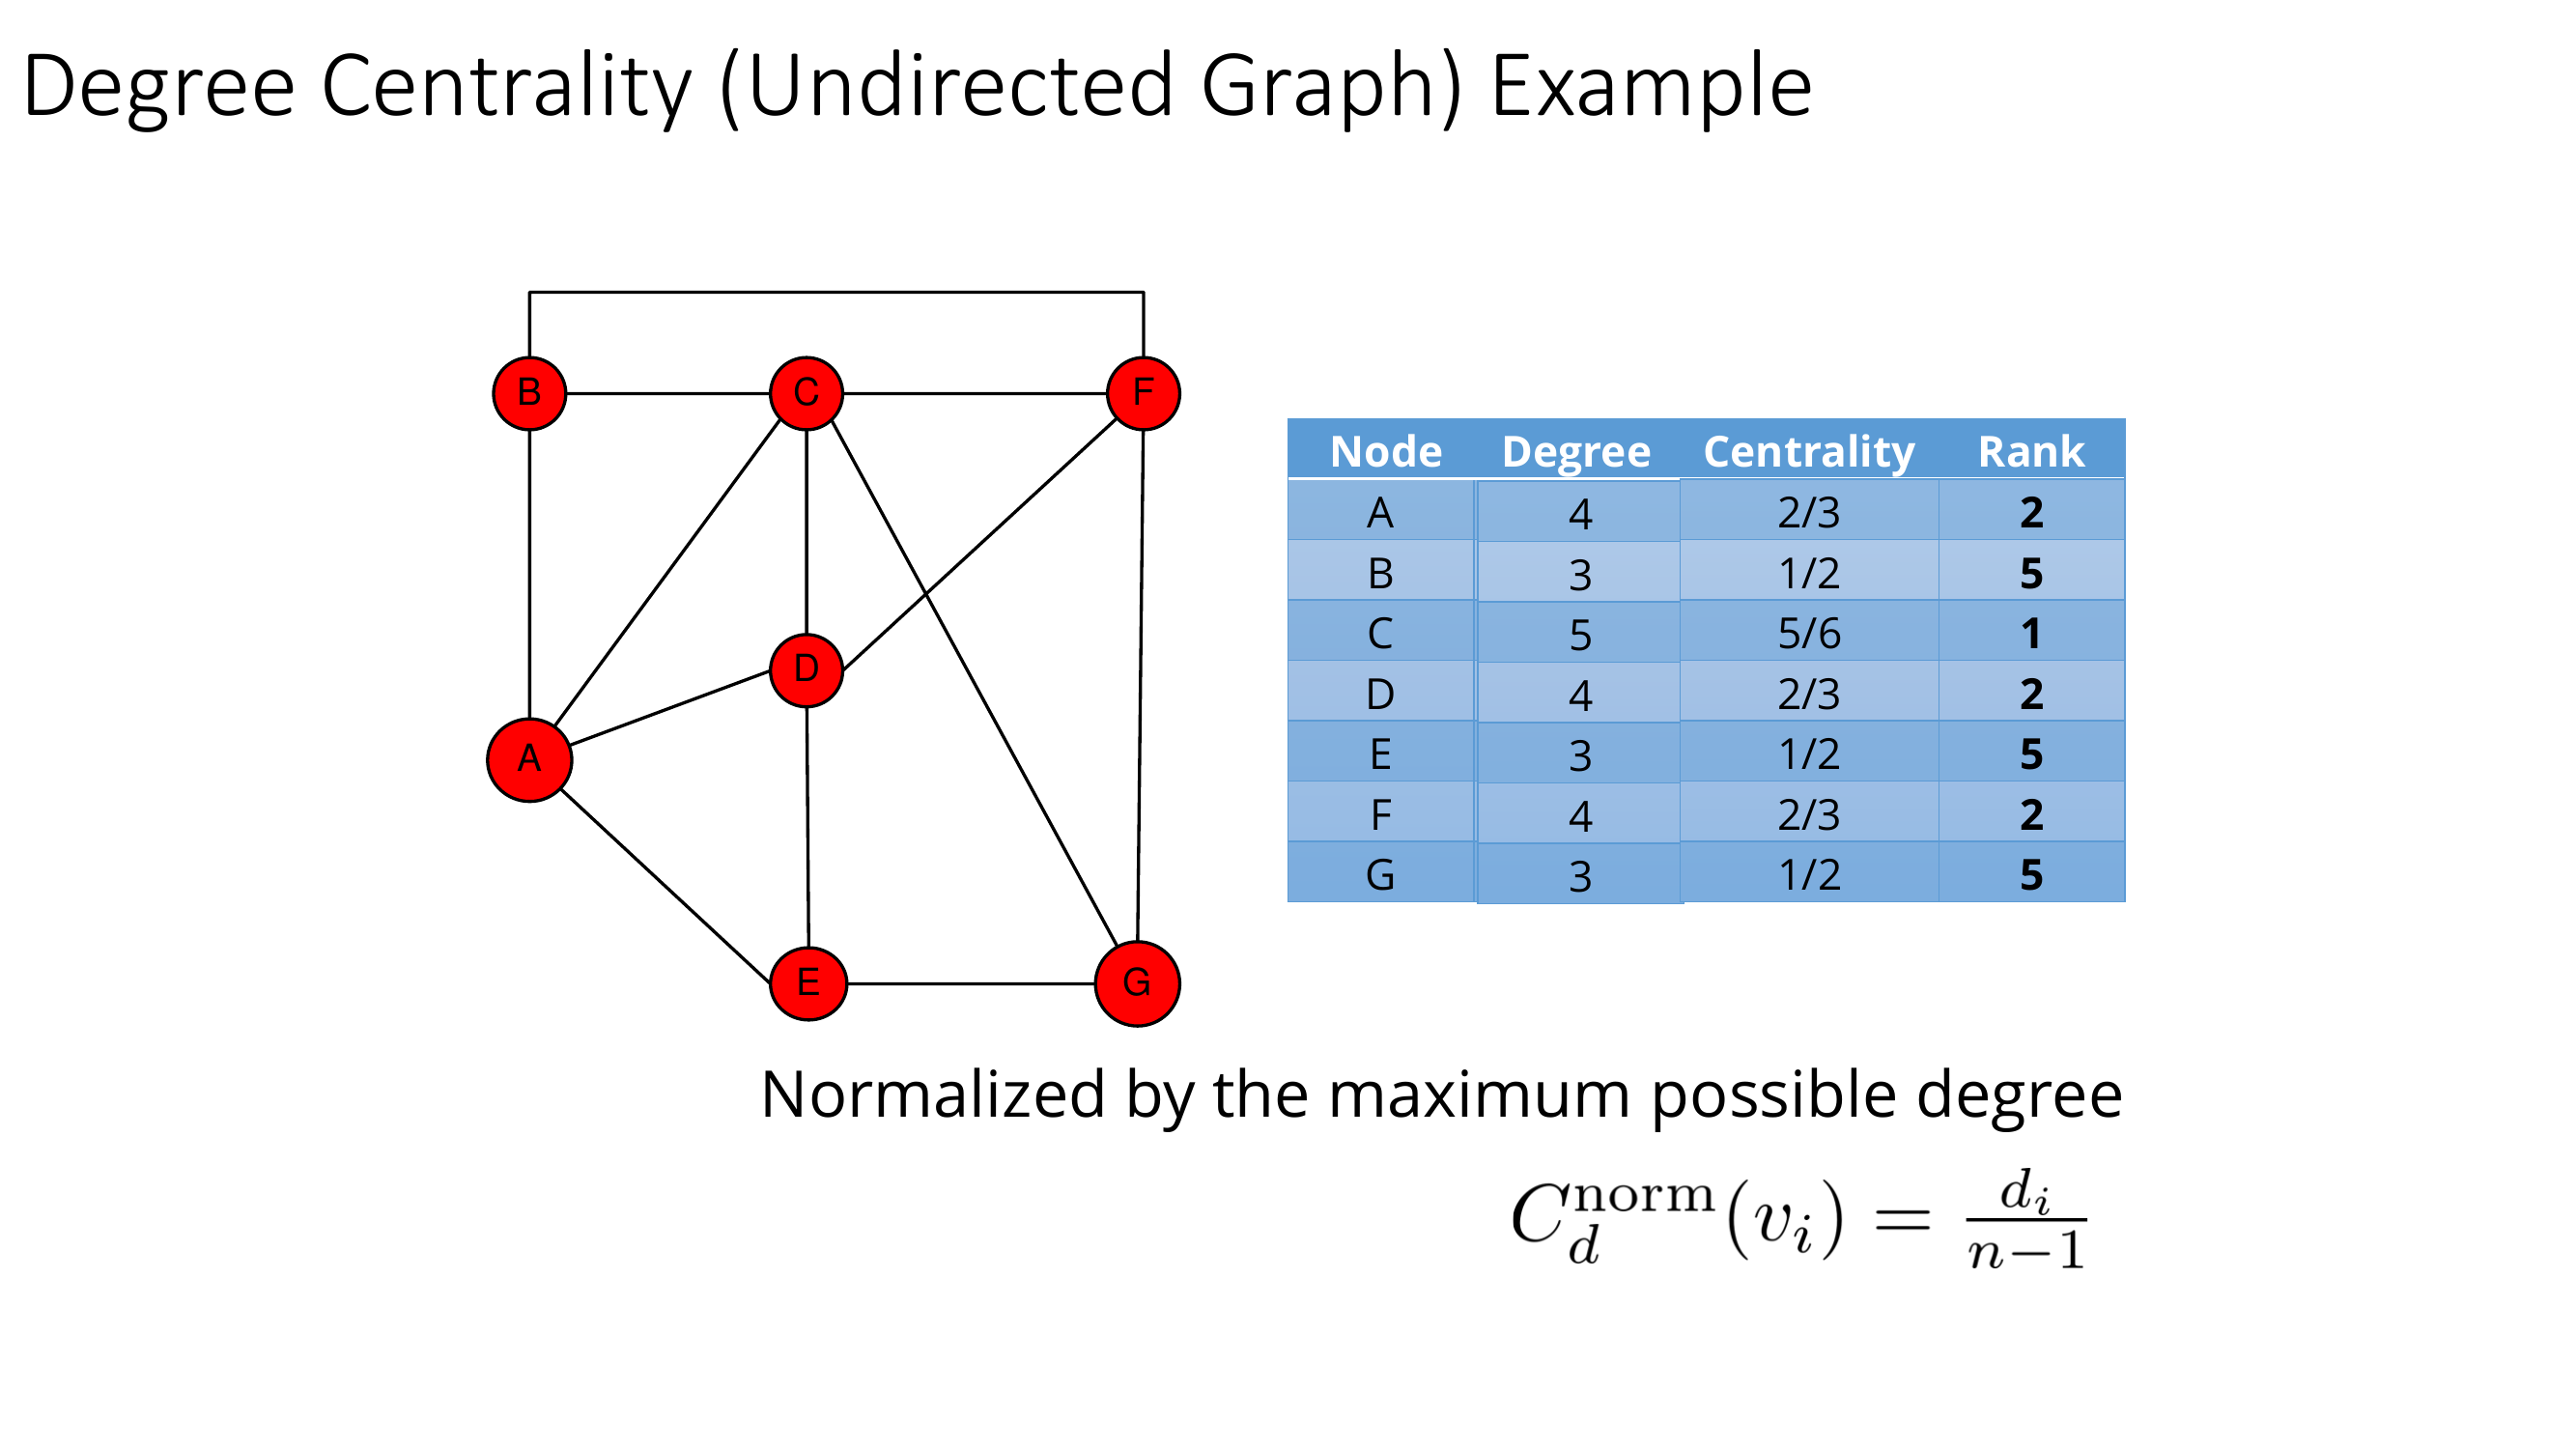 Degree Centrality (Undirected Graph) Example
B C F
D
A
E G
Node Degree Centrality Rank
A 4 2/3 2
B 3 1/2 5
C 5 5/6 1
D 4 2/3 2
E 3 1/2 5
F 4 2/3 2
G 3 1/2 5
Normalized by the maximum possible degree
$C_d^{\text{norm}}(v_i) = \frac{d_i}{n-1}$